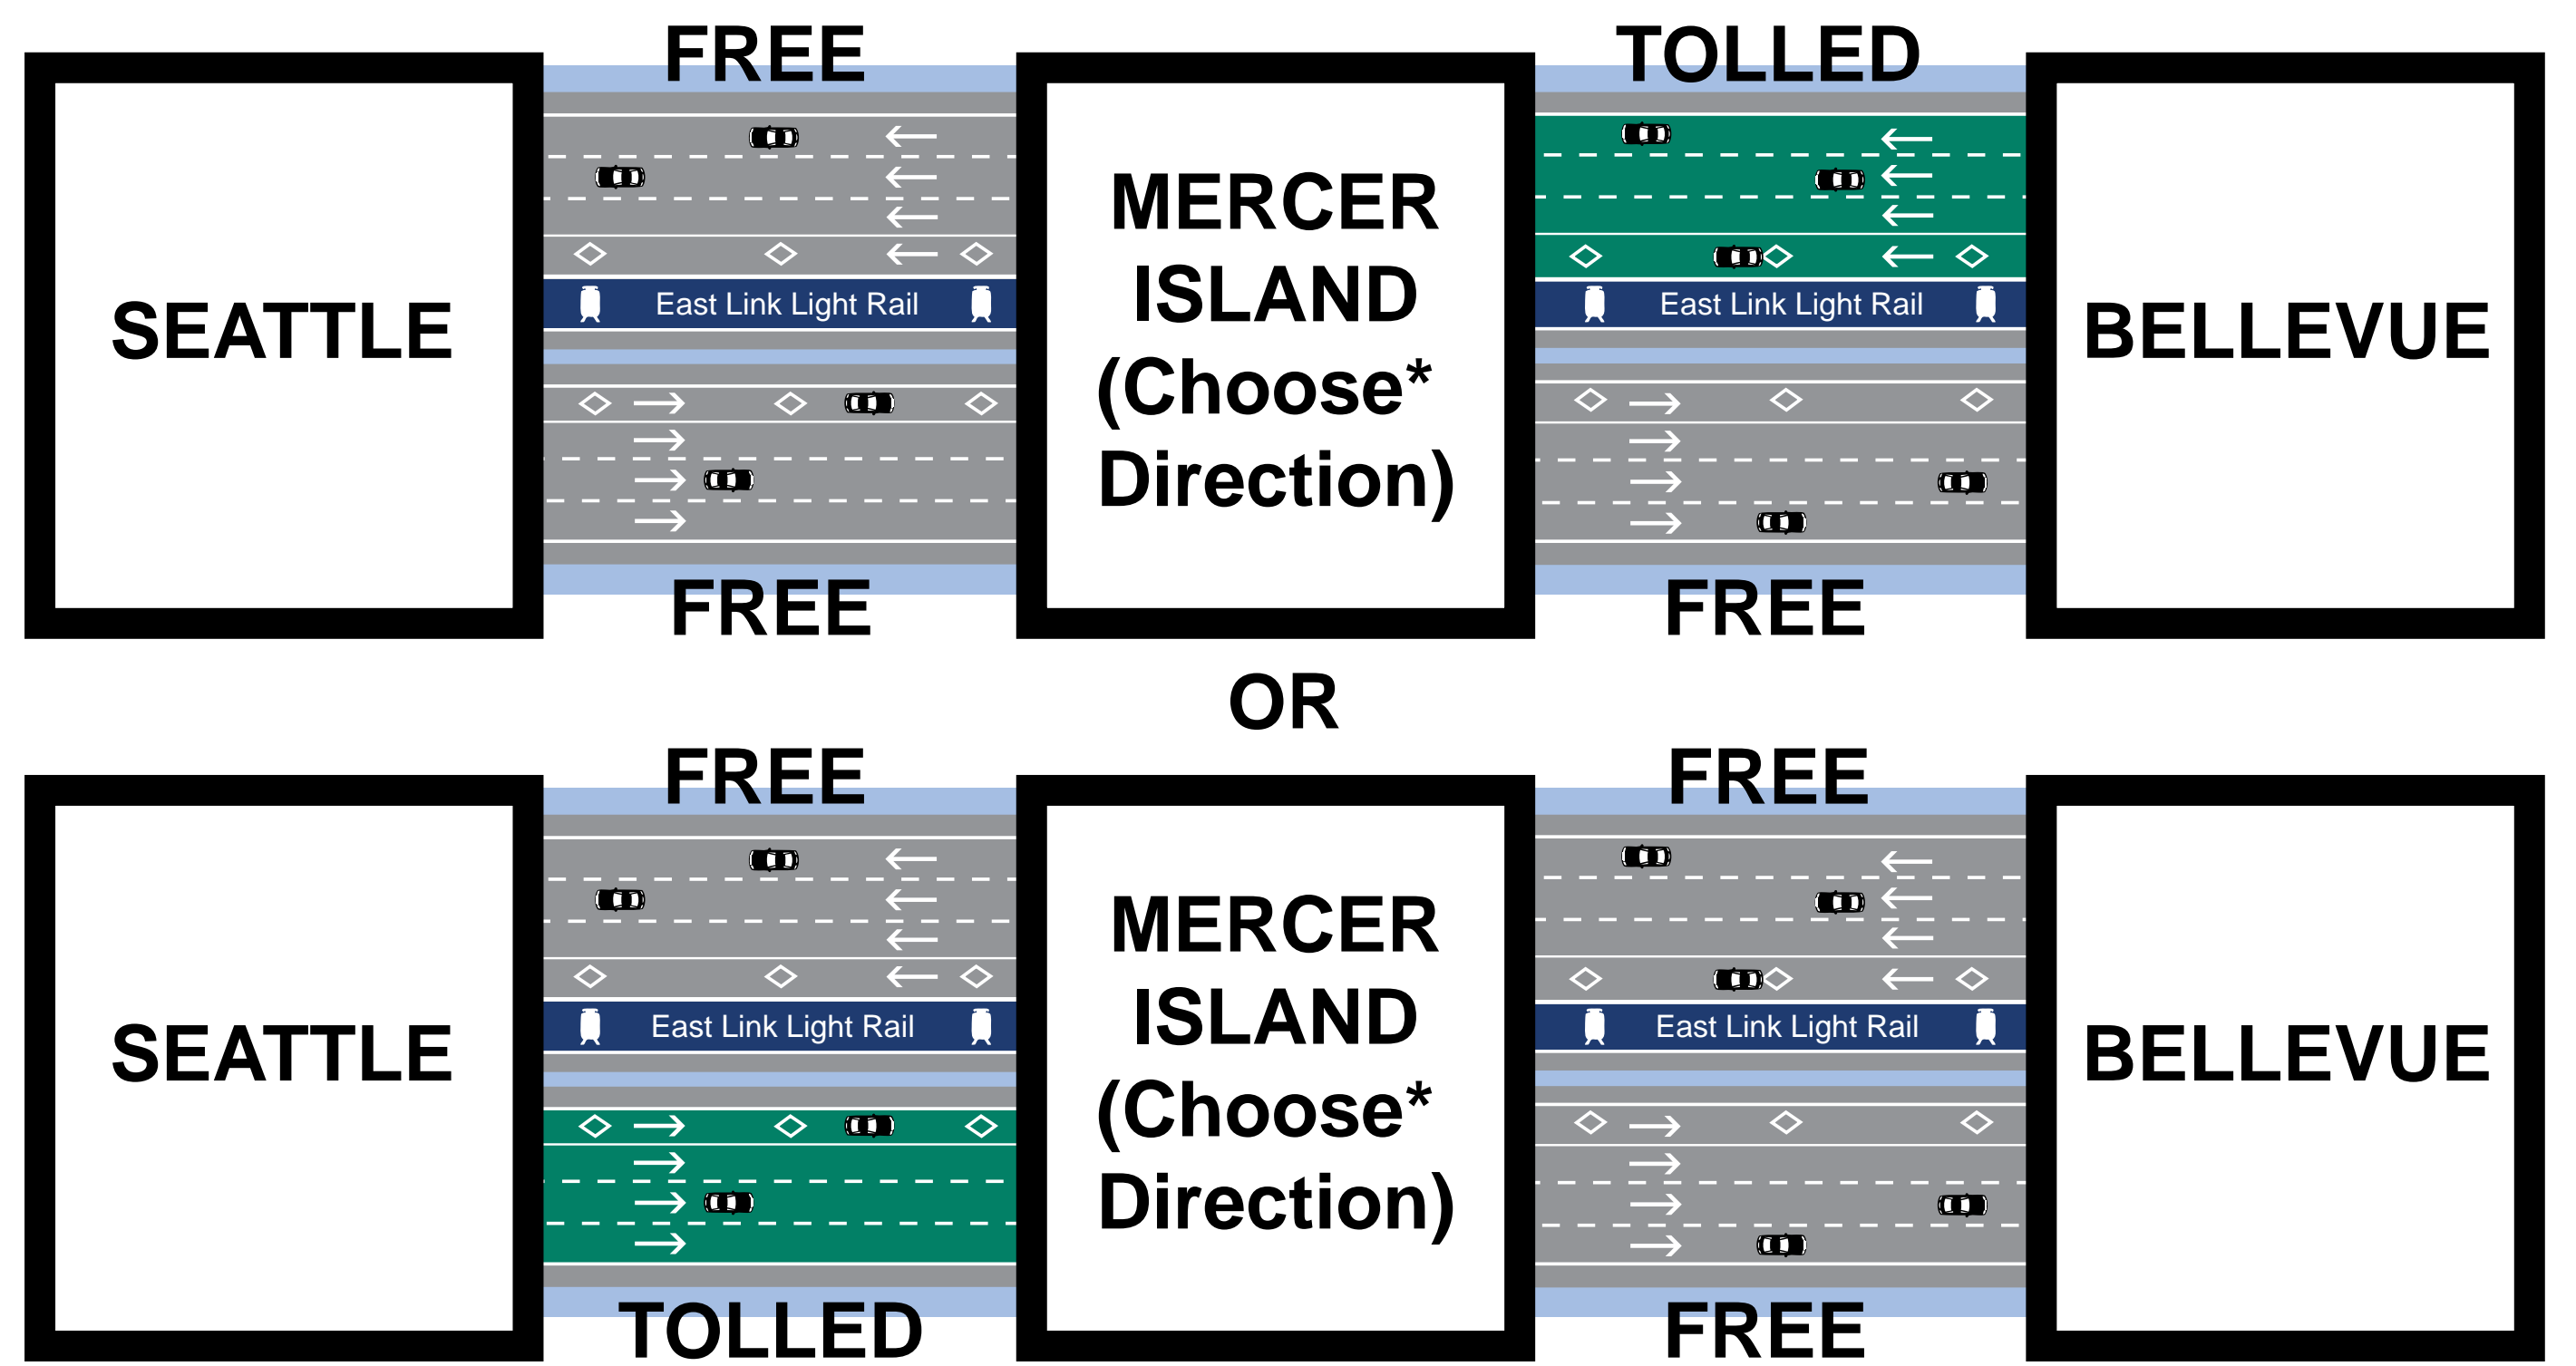 FREE
TOLLED
SEATTLE
East Link Light Rail
MERCER
ISLAND
(Choose*
Direction)
East Link Light Rail
BELLEVUE
FREE
FREE
OR
FREE
FREE
SEATTLE
East Link Light Rail
MERCER
ISLAND
(Choose*
Direction)
East Link Light Rail
BELLEVUE
TOLLED
FREE